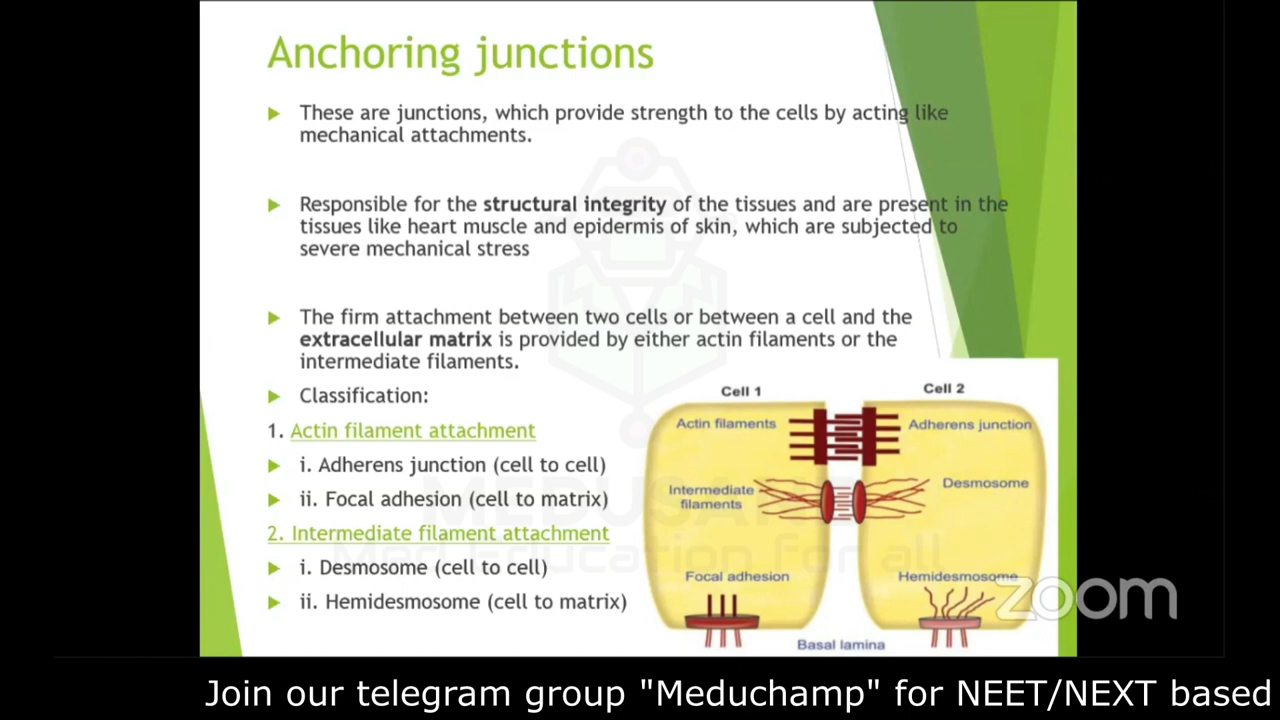 Anchoring junctions
These are junctions, which provide strength to the cells by acting like
mechanical attachments.
Responsible for the structural integrity of the tissues and are present in the
tissues like heart muscle and epidermis of skin, which are subjected to
severe mechanical stress
The firm attachment between two cells or between a cell and the
extracellular matrix is provided by either actin filaments or the
intermediate filaments.
Classification:
1. Actin filament attachment
i. Adherens junction (cell to cell)
ii. Focal adhesion (cell to matrix)
2. Intermediate filament attachment
i. Desmosome (cell to cell)
ii. Hemidesmosome (cell to matrix)
Cell 1
Cell 2
Actin filaments
Adherens junction
Intermediate
filaments
Desmosome
Focal adhesion
Hemidesmosome
Basal lamina
Med Education for all
zoom
Join our telegram group "Meduchamp" for NEET/NEXT based